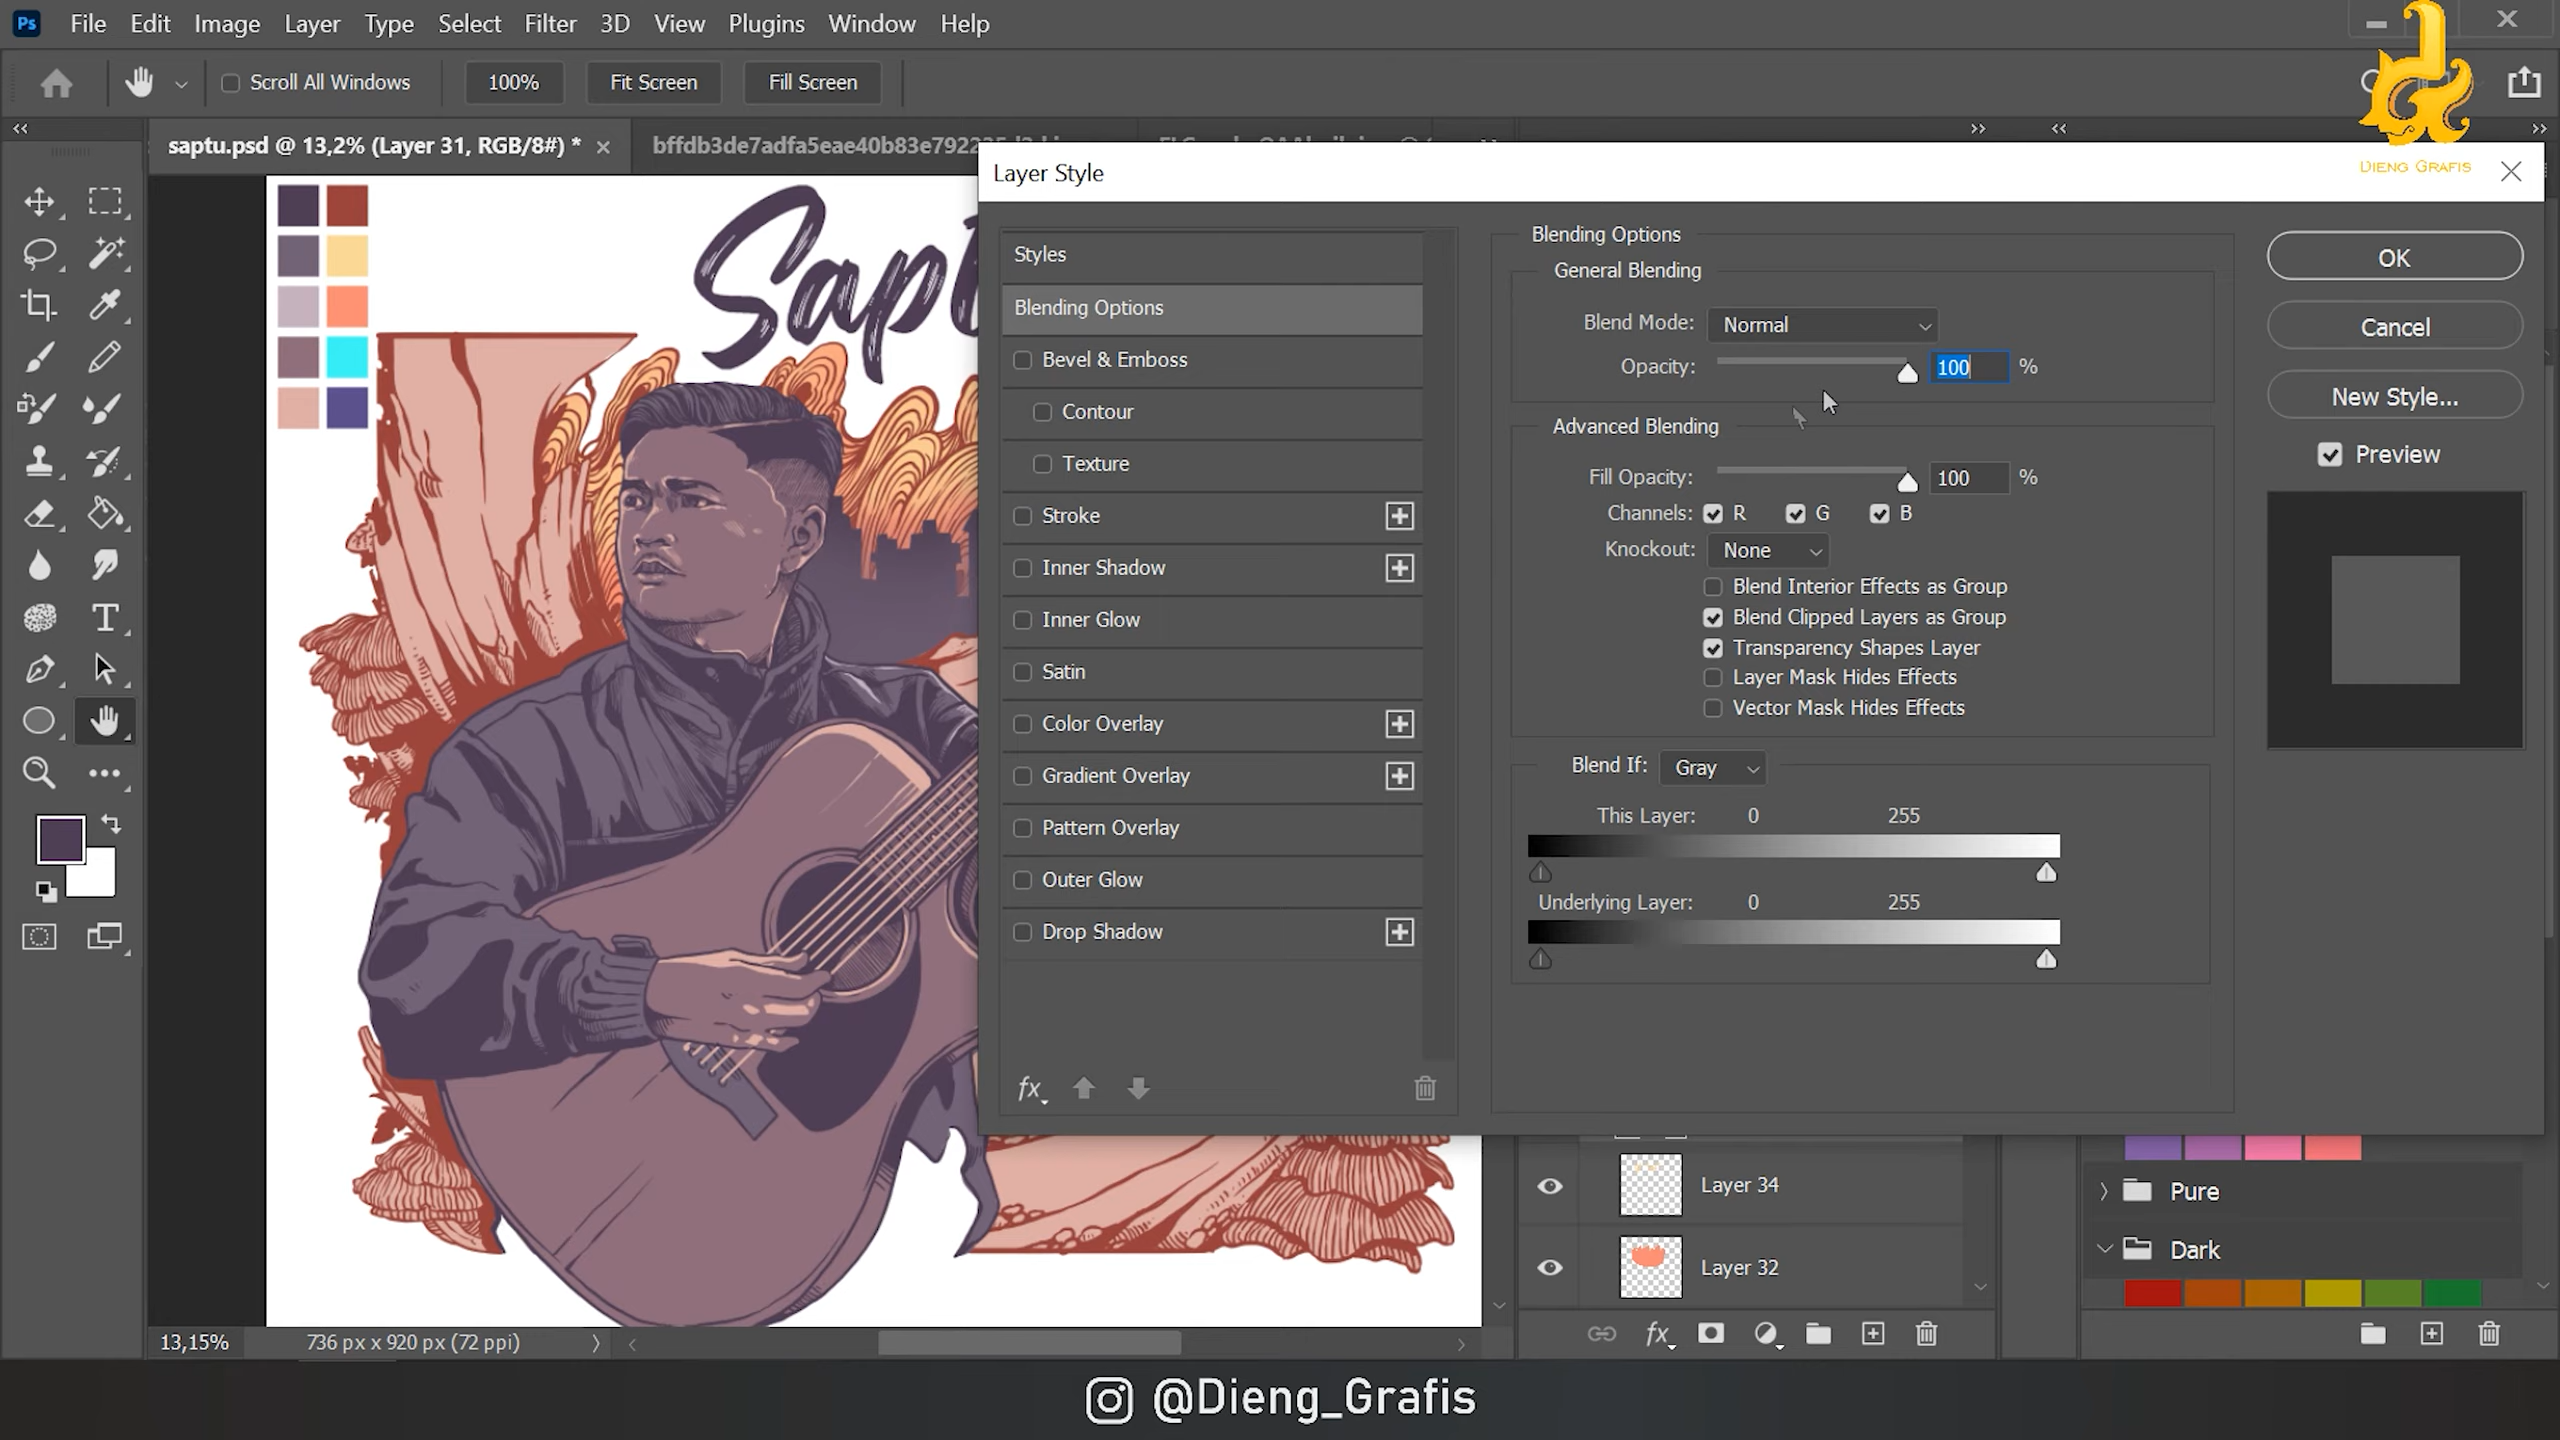 Ps File Edit Image Layer Type Select Filter 3D View Plugins Window Help
Scroll All Windows 100% Fit Screen Fill Screen
saptu.psd @ 13,2% (Layer 31, RGB/8#) *
DIENG GRAFIS
Layer Style
Styles
Blending Options
Bevel & Emboss
Contour
Texture
Stroke
Inner Shadow
Inner Glow
Satin
Color Overlay
Gradient Overlay
Pattern Overlay
Outer Glow
Drop Shadow
fx
Blending Options
General Blending
Blend Mode: Normal
Opacity: 100 %
Advanced Blending
Fill Opacity: 100 %
Channels: R G B
Knockout: None
Blend Interior Effects as Group
Blend Clipped Layers as Group
Transparency Shapes Layer
Layer Mask Hides Effects
Vector Mask Hides Effects
Blend If: Gray
This Layer: 0 255
Underlying Layer: 0 255
OK
Cancel
New Style...
Preview
Layer 34
Layer 32
Pure
Dark
fx
13,15% 736 px x 920 px (72 ppi)
@Dieng_Grafis